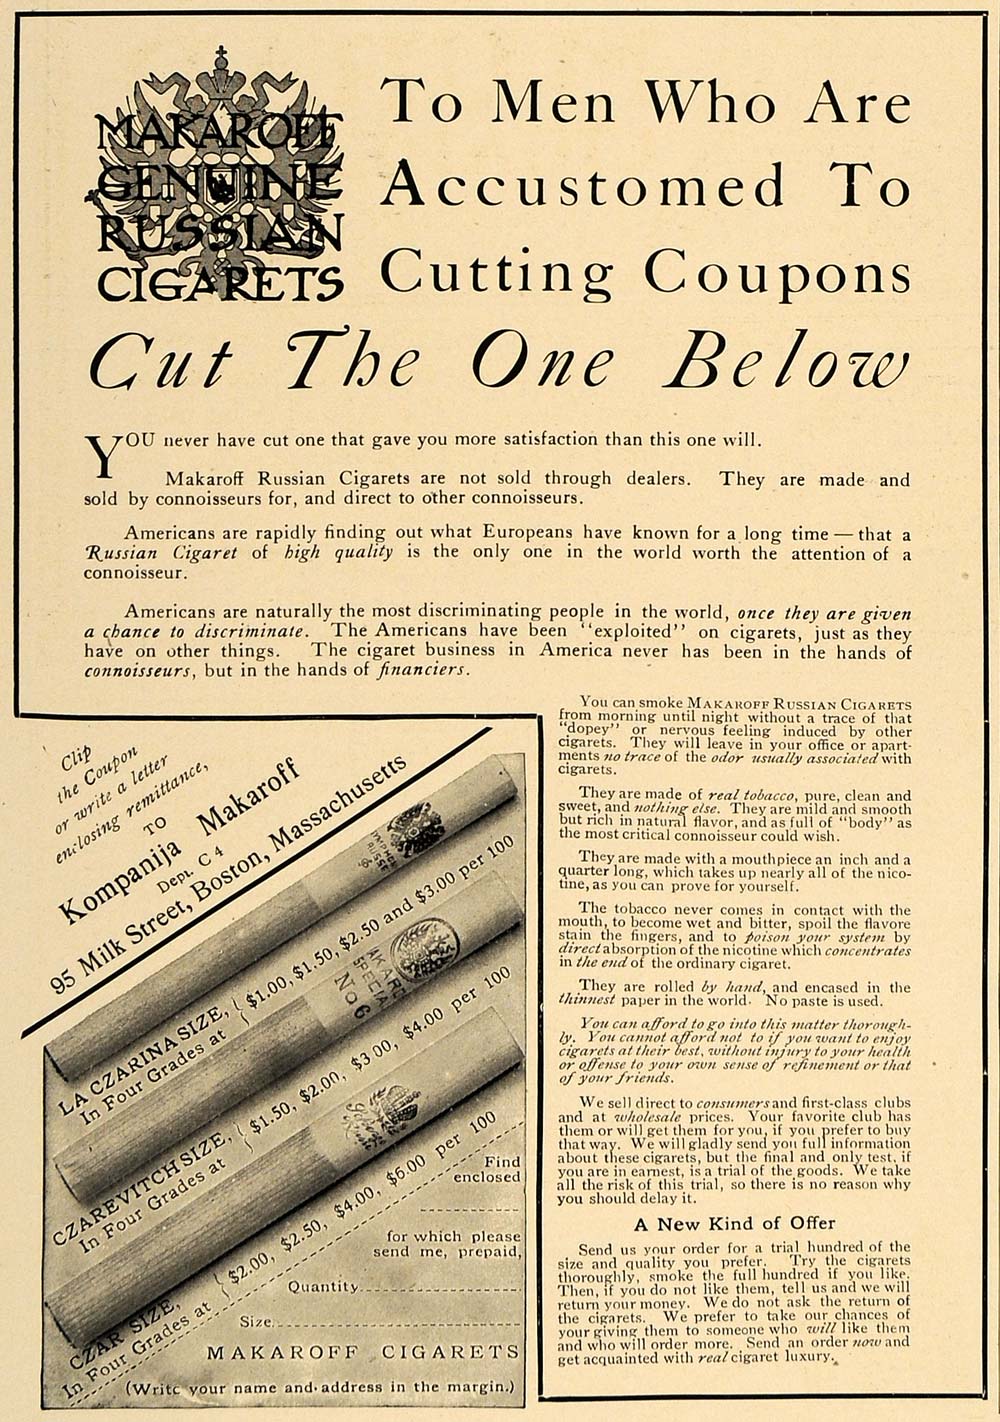 MAKAROFF
GENUINE
RUSSIAN
CIGARETS
To Men Who Are
Accustomed To
Cutting Coupons
Cut The One Below
YOU never have cut one that gave you more satisfaction than this one will.
Makaroff Russian Cigarets are not sold through dealers. They are made and
sold by connoisseurs for, and direct to other connoisseurs.
Americans are rapidly finding out what Europeans have known for a long time — that a
Russian Cigaret of high quality is the only one in the world worth the attention of a
connoisseur.
Americans are naturally the most discriminating people in the world, once they are given
a chance to discriminate. The Americans have been "exploited" on cigarets, just as they
have on other things. The cigaret business in America never has been in the hands of
connoisseurs, but in the hands of financiers.
Clip
the Coupon
or write a letter
enclosing remittance,
TO
Kompanija Makaroff
Dept. C 4
95 Milk Street, Boston, Massachusetts
LA CZARINA SIZE,
In Four Grades at
$1.00, $1.50, $2.50 and $3.00 per 100
SPECIAL
No 6
CZAREVITCH SIZE,
In Four Grades at
$1.50, $2.00, $3.00, $4.00 per 100
CZAR SIZE,
In Four Grades at
$2.00, $2.50, $4.00, $6.00 per 100
Find
enclosed
for which please
send me, prepaid,
Quantity
Size
MAKAROFF CIGARETS
(Write your name and address in the margin.)
You can smoke MAKAROFF RUSSIAN CIGARETS
from morning until night without a trace of that
"dopey" or nervous feeling induced by other
cigarets. They will leave in your office or apart-
ments no trace of the odor usually associated with
cigarets.
They are made of real tobacco, pure, clean and
sweet, and nothing else. They are mild and smooth
but rich in natural flavor, and as full of "body" as
the most critical connoisseur could wish.
They are made with a mouthpiece an inch and a
quarter long, which takes up nearly all of the nico-
tine, as you can prove for yourself.
The tobacco never comes in contact with the
mouth, to become wet and bitter, spoil the flavore
stain the fingers, and to poison your system by
direct absorption of the nicotine which concentrates
in the end of the ordinary cigaret.
They are rolled by hand, and encased in the
thinnest paper in the world. No paste is used.
You can afford to go into this matter thorough-
ly. You cannot afford not to if you want to enjoy
cigarets at their best, without injury to your health
or offense to your own sense of refinement or that
of your friends.
We sell direct to consumers and first-class clubs
and at wholesale prices. Your favorite club has
them or will get them for you, if you prefer to buy
that way. We will gladly send you full information
about these cigarets, but the final and only test, if
you are in earnest, is a trial of the goods. We take
all the risk of this trial, so there is no reason why
you should delay it.
A New Kind of Offer
Send us your order for a trial hundred of the
size and quality you prefer. Try the cigarets
thoroughly, smoke the full hundred if you like.
Then, if you do not like them, tell us and we will
return your money. We do not ask the return of
the cigarets. We prefer to take our chances of
your giving them to someone who will like them
and who will order more. Send an order now and
get acquainted with real cigaret luxury.